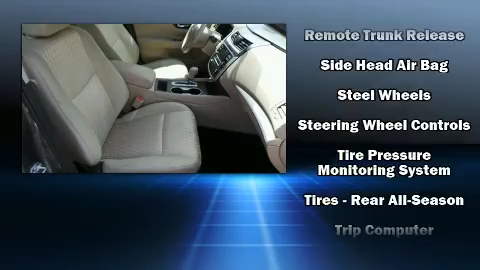 Remote Trunk Release
Side Head Air Bag
Steel Wheels
Steering Wheel Controls
Tire Pressure
Monitoring System
Tires - Rear All-Season
Trip Computer